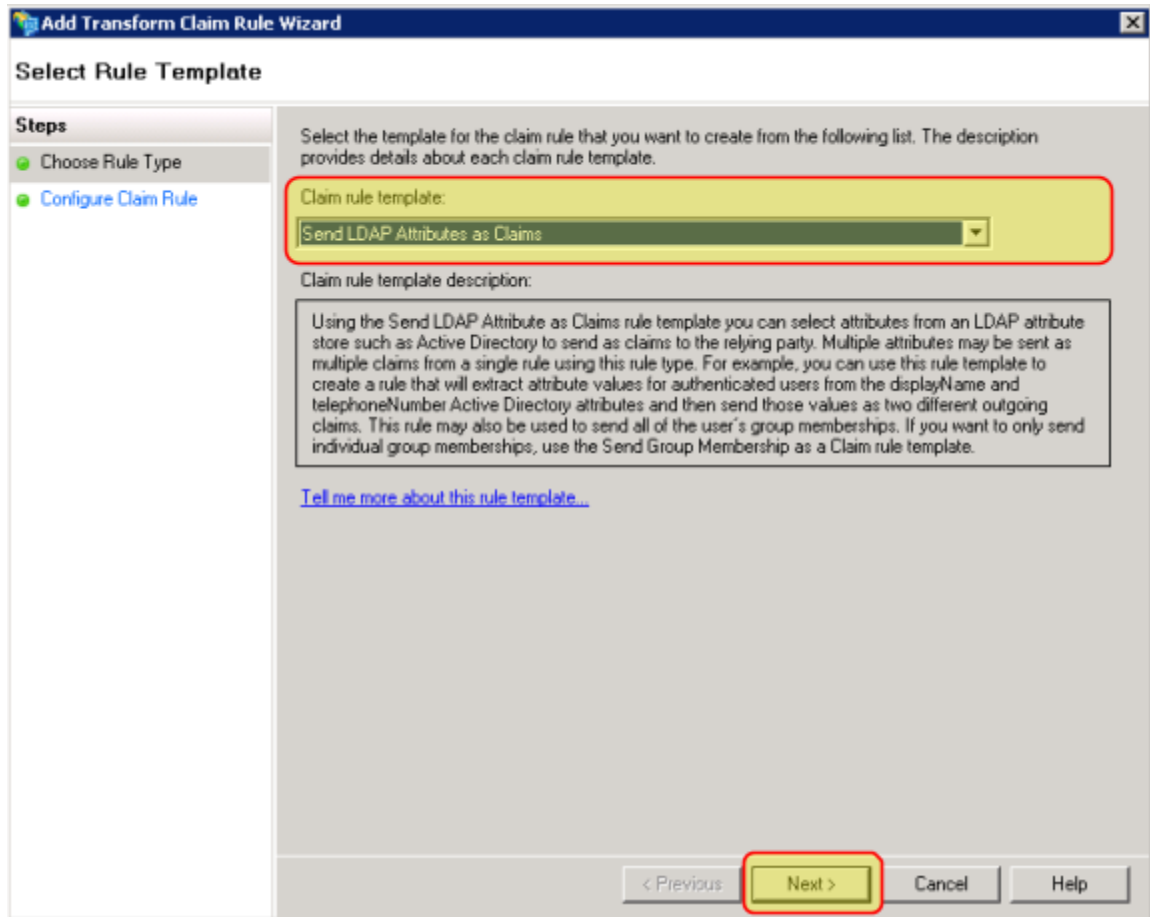 Add Transform Claim Rule Wizard
Select Rule Template
Steps
Choose Rule Type
Configure Claim Rule
Select the template for the claim rule that you want to create from the following list. The description
provides details about each claim rule template.
Claim rule template:
Send LDAP Attributes as Claims
Claim rule template description:
Using the Send LDAP Attribute as Claims rule template you can select attributes from an LDAP attribute
store such as Active Directory to send as claims to the relying party. Multiple attributes may be sent as
multiple claims from a single rule using this rule type. For example, you can use this rule template to
create a rule that will extract attribute values for authenticated users from the displayName and
telephoneNumber Active Directory attributes and then send those values as two different outgoing
claims. This rule may also be used to send all of the user's group memberships. If you want to only send
individual group memberships, use the Send Group Membership as a Claim rule template.
Tell me more about this rule template...
< Previous Next > Cancel Help